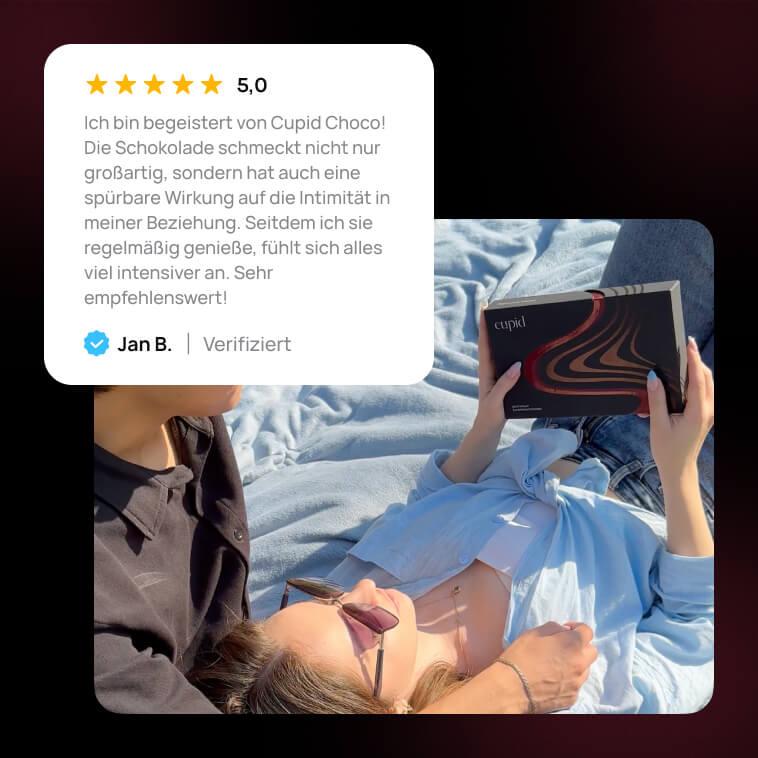 5,0
Ich bin begeistert von Cupid Choco!
Die Schokolade schmeckt nicht nur
großartig, sondern hat auch eine
spürbare Wirkung auf die Intimität in
meiner Beziehung. Seitdem ich sie
regelmäßig genieße, fühlt sich alles
viel intensiver an. Sehr
empfehlenswert!
Jan B. | Verifiziert
cupid